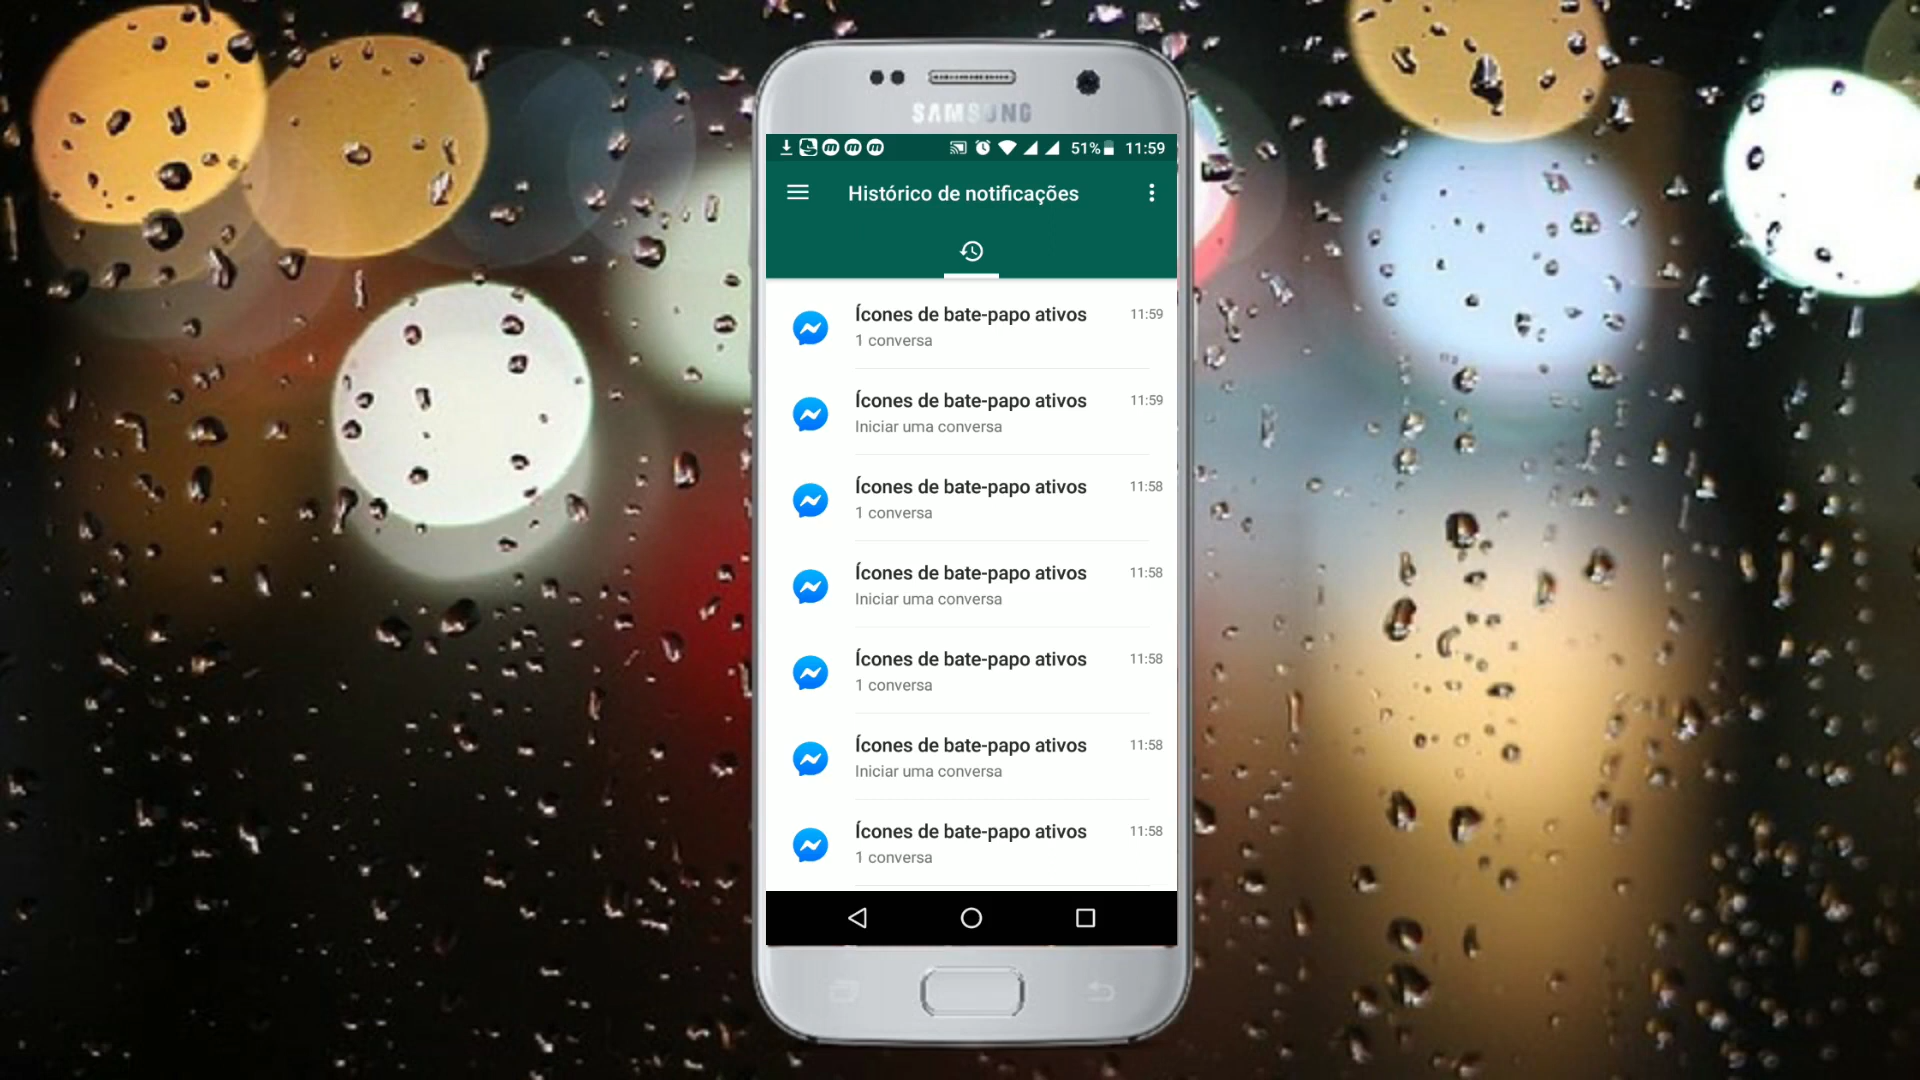 SAMSUNG
51% 11:59
Histórico de notificações
Ícones de bate-papo ativos 11:59
1 conversa
Ícones de bate-papo ativos 11:59
Iniciar uma conversa
Ícones de bate-papo ativos 11:58
1 conversa
Ícones de bate-papo ativos 11:58
Iniciar uma conversa
Ícones de bate-papo ativos 11:58
1 conversa
Ícones de bate-papo ativos 11:58
Iniciar uma conversa
Ícones de bate-papo ativos 11:58
1 conversa